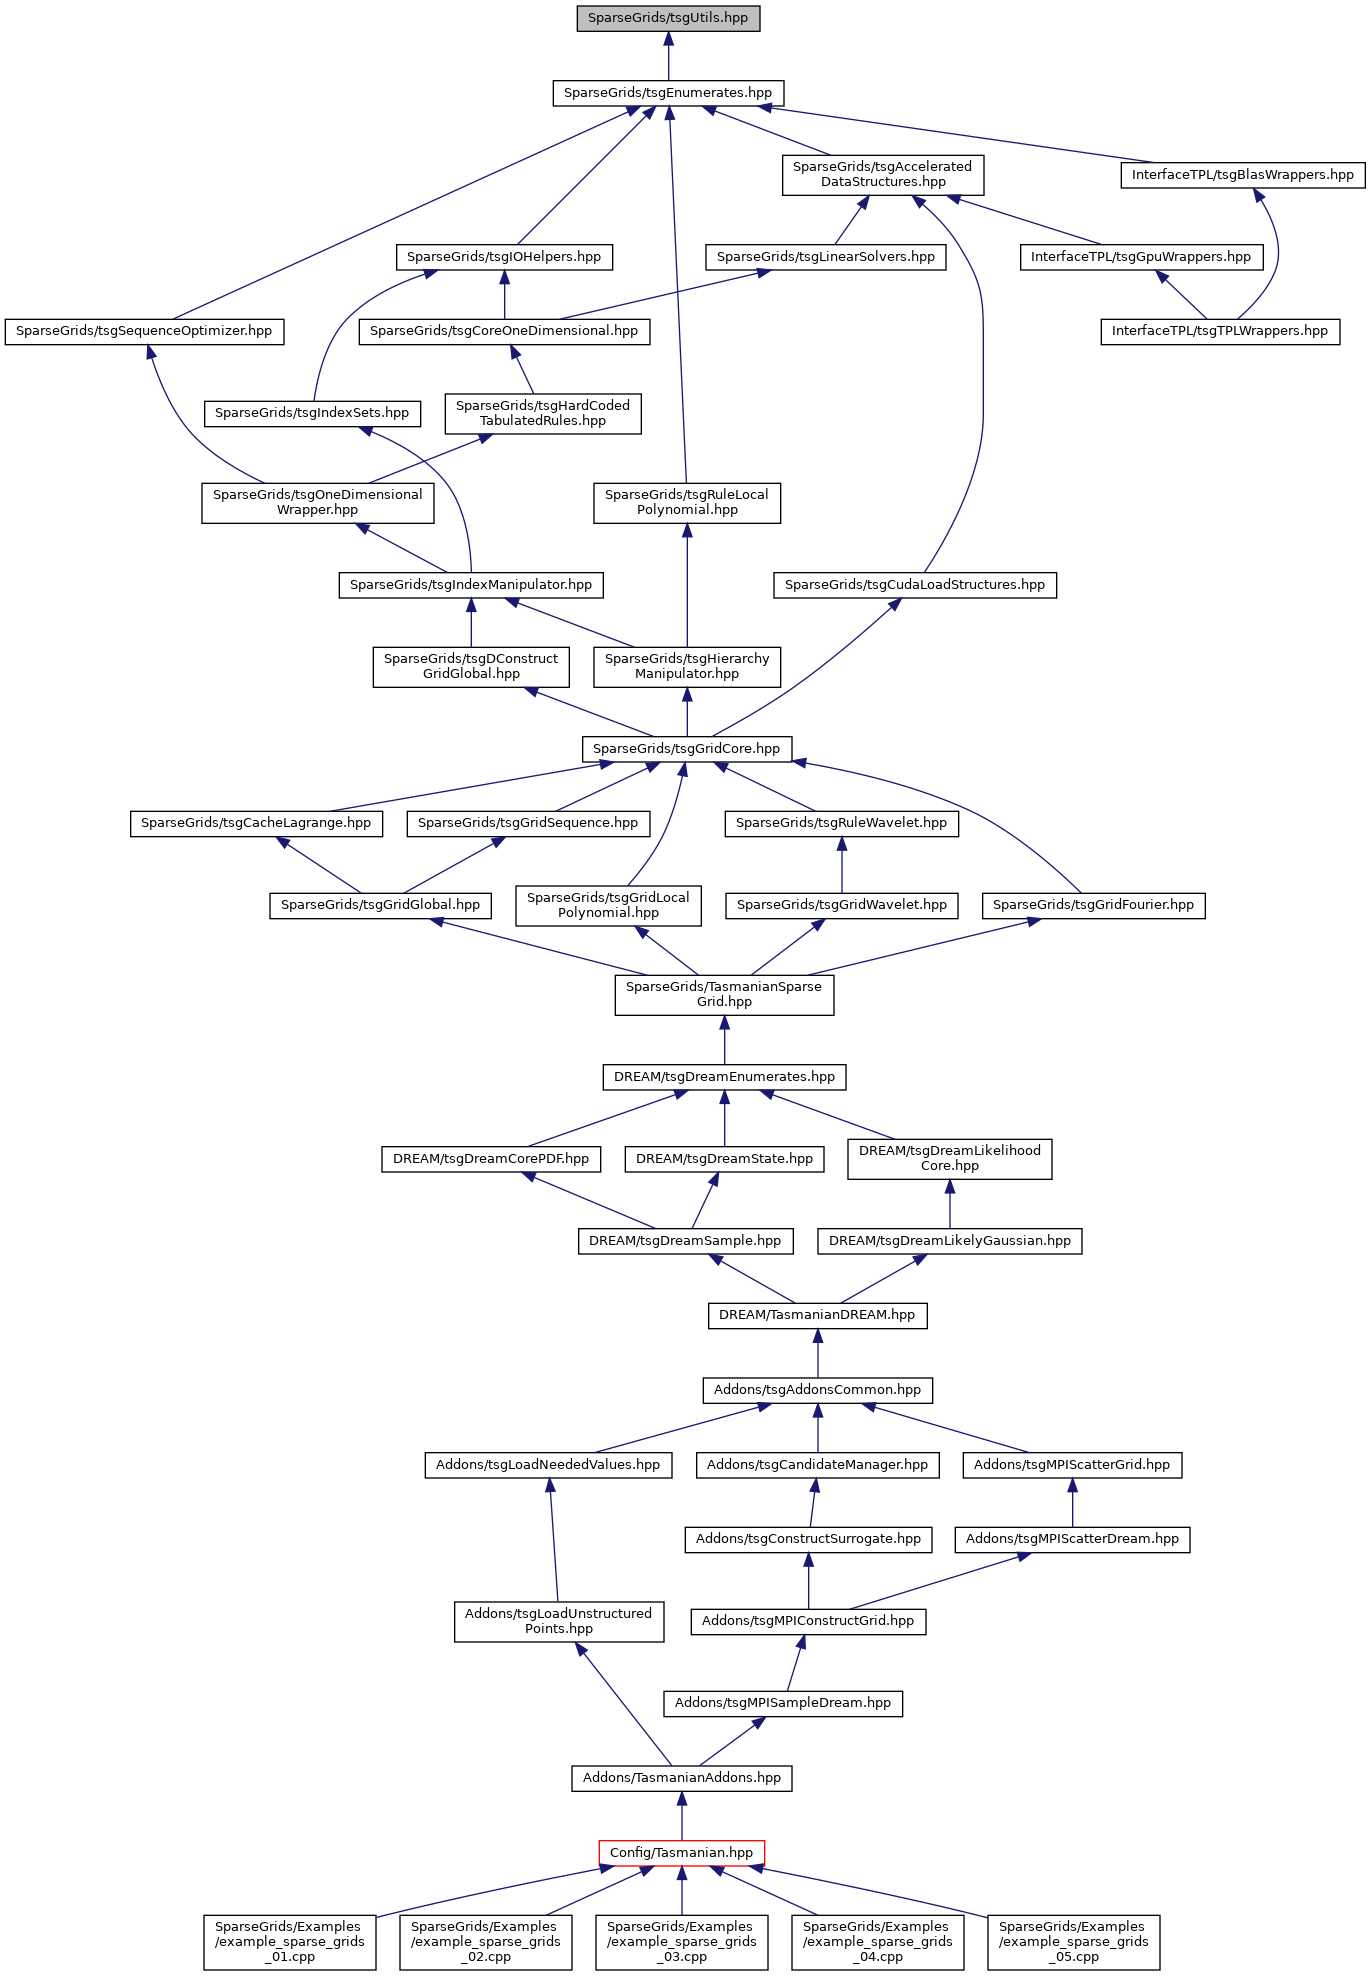 SparseGrids/tsgUtils.hpp
SparseGrids/tsgEnumerates.hpp
SparseGrids/tsgAccelerated
DataStructures.hpp
InterfaceTPL/tsgBlasWrappers.hpp
SparseGrids/tsgIOHelpers.hpp
SparseGrids/tsgLinearSolvers.hpp
InterfaceTPL/tsgGpuWrappers.hpp
SparseGrids/tsgSequenceOptimizer.hpp
SparseGrids/tsgCoreOneDimensional.hpp
InterfaceTPL/tsgTPLWrappers.hpp
SparseGrids/tsgIndexSets.hpp
SparseGrids/tsgHardCoded
TabulatedRules.hpp
SparseGrids/tsgOneDimensional
Wrapper.hpp
SparseGrids/tsgRuleLocal
Polynomial.hpp
SparseGrids/tsgIndexManipulator.hpp
SparseGrids/tsgCudaLoadStructures.hpp
SparseGrids/tsgDConstruct
GridGlobal.hpp
SparseGrids/tsgHierarchy
Manipulator.hpp
SparseGrids/tsgGridCore.hpp
SparseGrids/tsgCacheLagrange.hpp
SparseGrids/tsgGridSequence.hpp
SparseGrids/tsgRuleWavelet.hpp
SparseGrids/tsgGridGlobal.hpp
SparseGrids/tsgGridLocal
Polynomial.hpp
SparseGrids/tsgGridWavelet.hpp
SparseGrids/tsgGridFourier.hpp
SparseGrids/TasmanianSparse
Grid.hpp
DREAM/tsgDreamEnumerates.hpp
DREAM/tsgDreamCorePDF.hpp
DREAM/tsgDreamState.hpp
DREAM/tsgDreamLikelihood
Core.hpp
DREAM/tsgDreamSample.hpp
DREAM/tsgDreamLikelyGaussian.hpp
DREAM/TasmanianDREAM.hpp
Addons/tsgAddonsCommon.hpp
Addons/tsgLoadNeededValues.hpp
Addons/tsgCandidateManager.hpp
Addons/tsgMPIScatterGrid.hpp
Addons/tsgConstructSurrogate.hpp
Addons/tsgMPIScatterDream.hpp
Addons/tsgLoadUnstructured
Points.hpp
Addons/tsgMPIConstructGrid.hpp
Addons/tsgMPISampleDream.hpp
Addons/TasmanianAddons.hpp
Config/Tasmanian.hpp
SparseGrids/Examples
/example_sparse_grids
_01.cpp
SparseGrids/Examples
/example_sparse_grids
_02.cpp
SparseGrids/Examples
/example_sparse_grids
_03.cpp
SparseGrids/Examples
/example_sparse_grids
_04.cpp
SparseGrids/Examples
/example_sparse_grids
_05.cpp